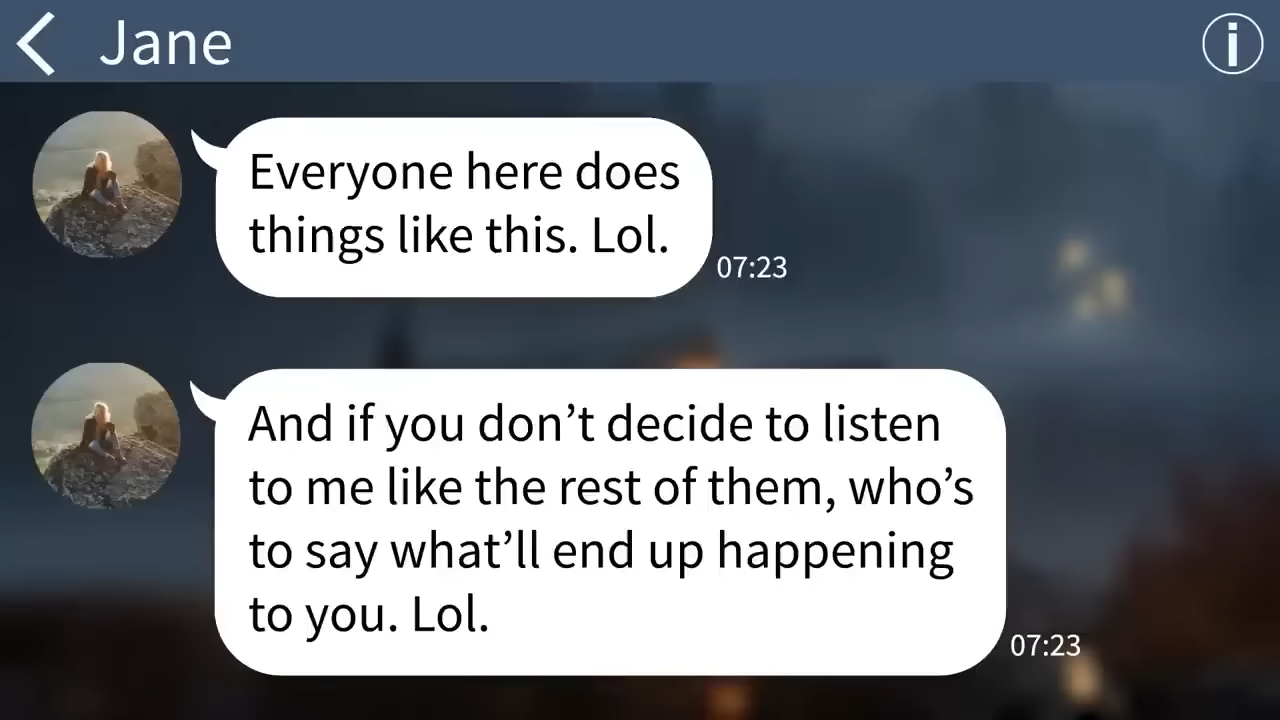 Jane
Everyone here does
things like this. Lol.
07:23
And if you don’t decide to listen
to me like the rest of them, who’s
to say what’ll end up happening
to you. Lol.
07:23